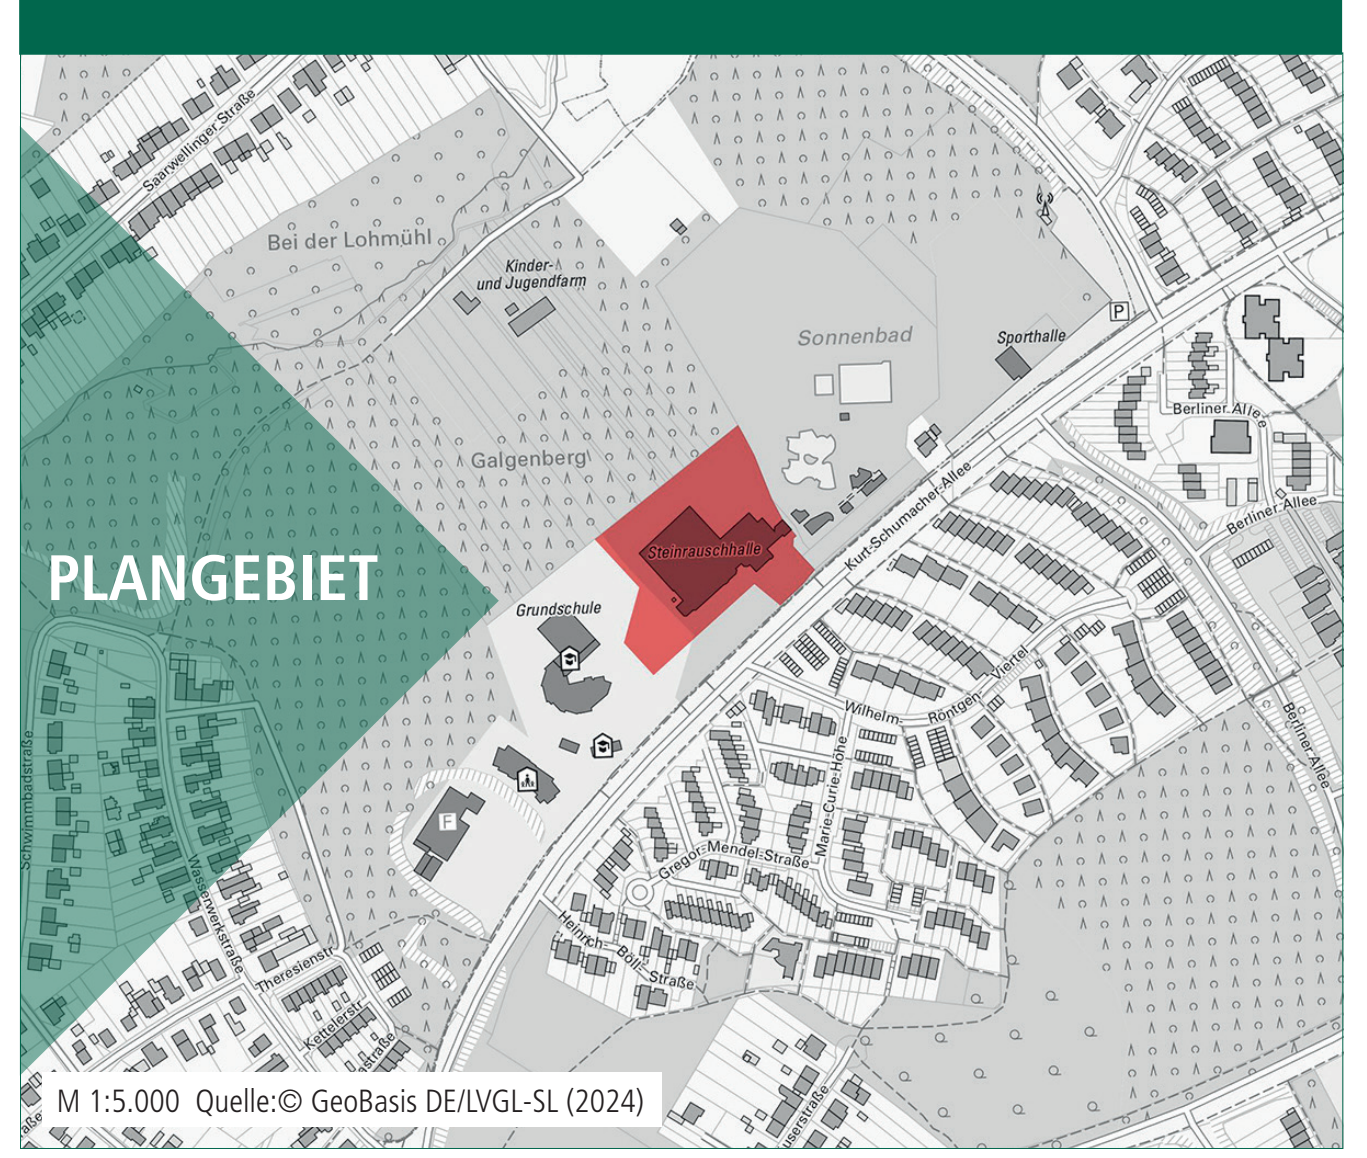 Saarwellinger Straße
Bei der Lohmühl
Kinder-
und Jugendfarm
P
Sonnenbad
Sporthalle
Berliner Allee
Galgenberg
Kurt-Schumacher-Allee
Berliner Allee
Steinrauschhalle
PLANGEBIET
Grundschule
Wilhelm- Röntgen- Viertel
Berliner Allee
Schwimmbadstraße
Marie-Curie-Höhe
F
Gregor-Mendel-Straße
Wasserwerkstraße
Heinrich- Böll- Straße
Theresienstr
Kettelerstr
M 1:5.000 Quelle:© GeoBasis DE/LVGL-SL (2024)